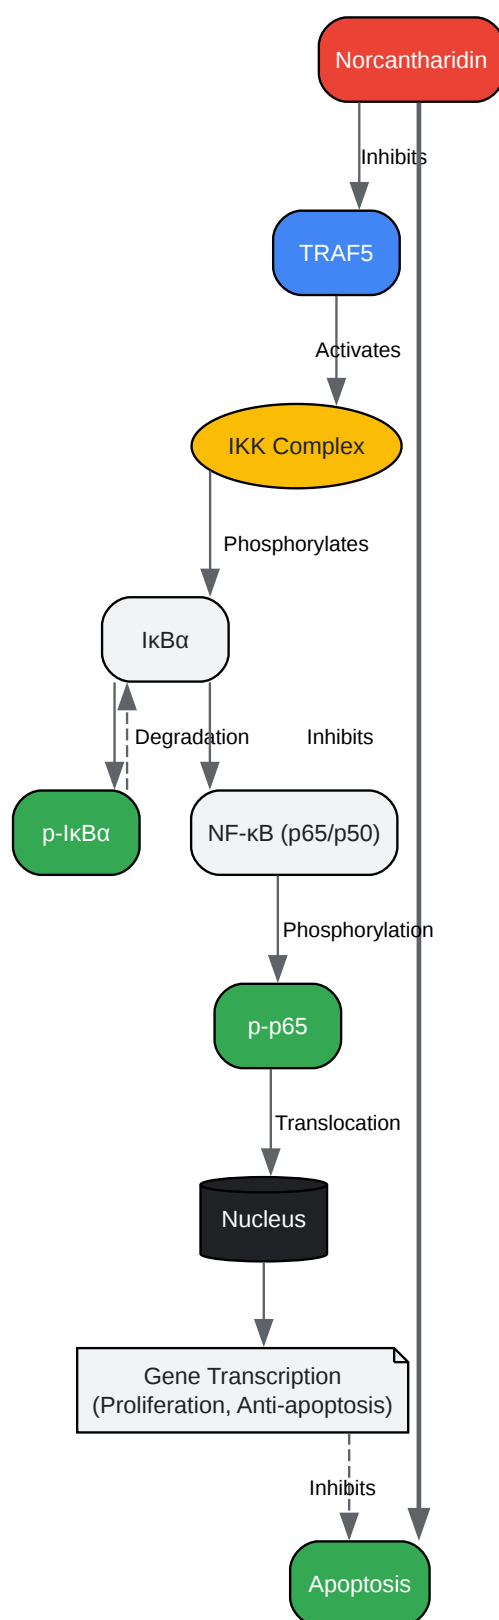 Norcantharidin
Inhibits
TRAF5
Activates
IKK Complex
Phosphorylates
IκBα
Degradation
Inhibits
p-IκBα
NF-κB (p65/p50)
Phosphorylation
p-p65
Translocation
Nucleus
Gene Transcription
(Proliferation, Anti-apoptosis)
Inhibits
Apoptosis